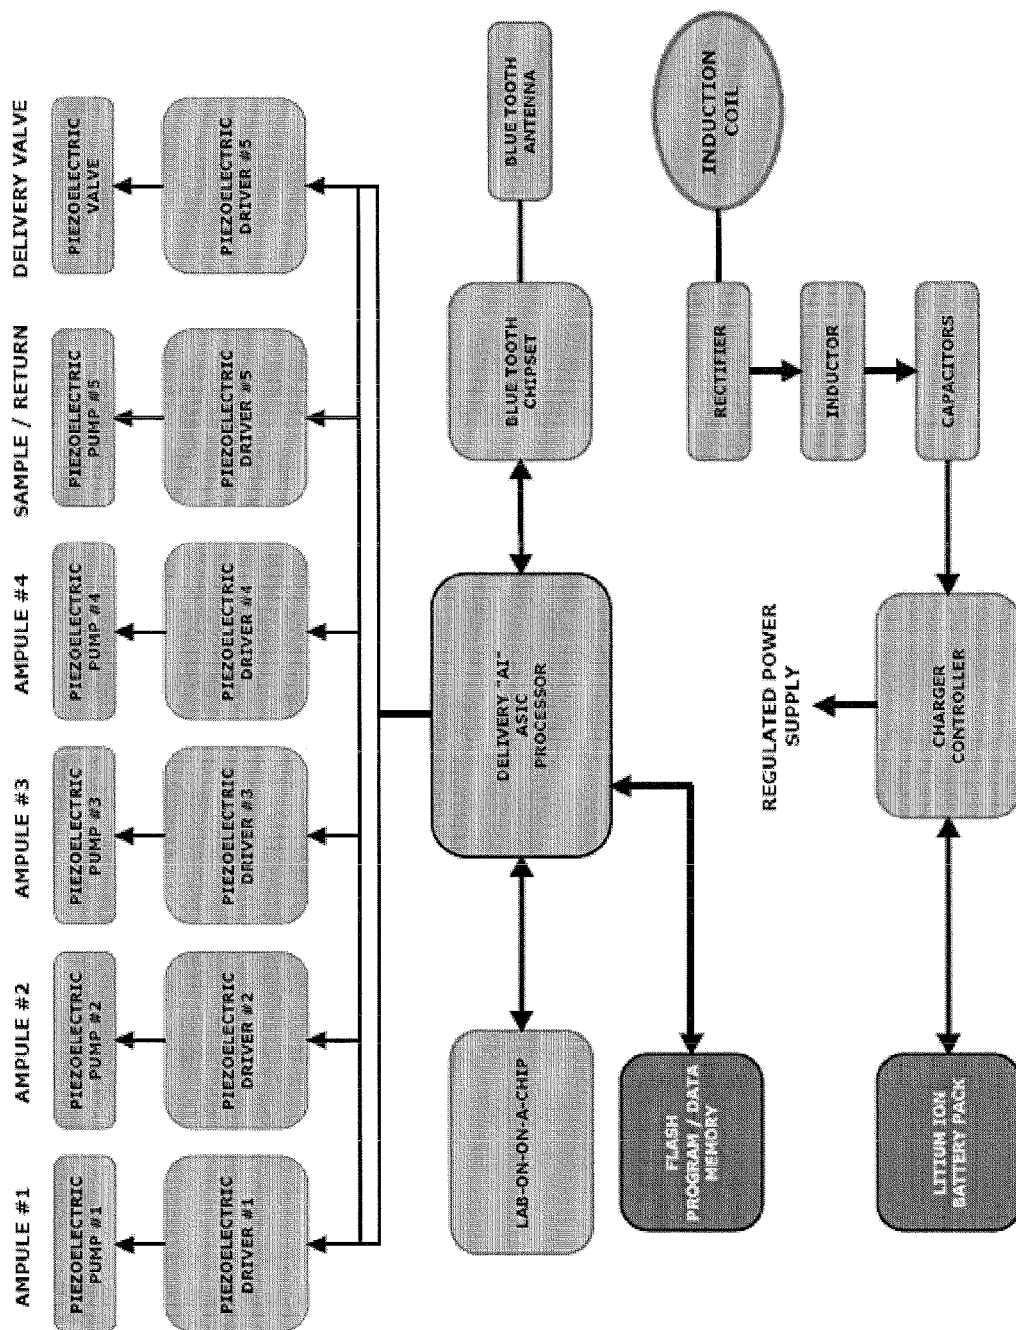 AMPULE #1
AMPULE #2
AMPULE #3
AMPULE #4
SAMPLE / RETURN
DELIVERY VALVE
PIEZOELECTRIC
PUMP #1
PIEZOELECTRIC
PUMP #2
PIEZOELECTRIC
PUMP #3
PIEZOELECTRIC
PUMP #4
PIEZOELECTRIC
PUMP #5
PIEZOELECTRIC
VALVE
PIEZOELECTRIC
DRIVER #1
PIEZOELECTRIC
DRIVER #2
PIEZOELECTRIC
DRIVER #3
PIEZOELECTRIC
DRIVER #4
PIEZOELECTRIC
DRIVER #5
PIEZOELECTRIC
DRIVER #5
LAB-ON-ON-A-CHIP
DELIVERY "AI"
ASIC
PROCESSOR
BLUE TOOTH
CHIPSET
BLUE TOOTH
ANTENNA
FLASH
PROGRAM / DATA
MEMORY
RECTIFIER
INDUCTION
COIL
INDUCTOR
REGULATED POWER
SUPPLY
CAPACITORS
LITIUM ION
BATTERY PACK
CHARGER
CONTROLLER